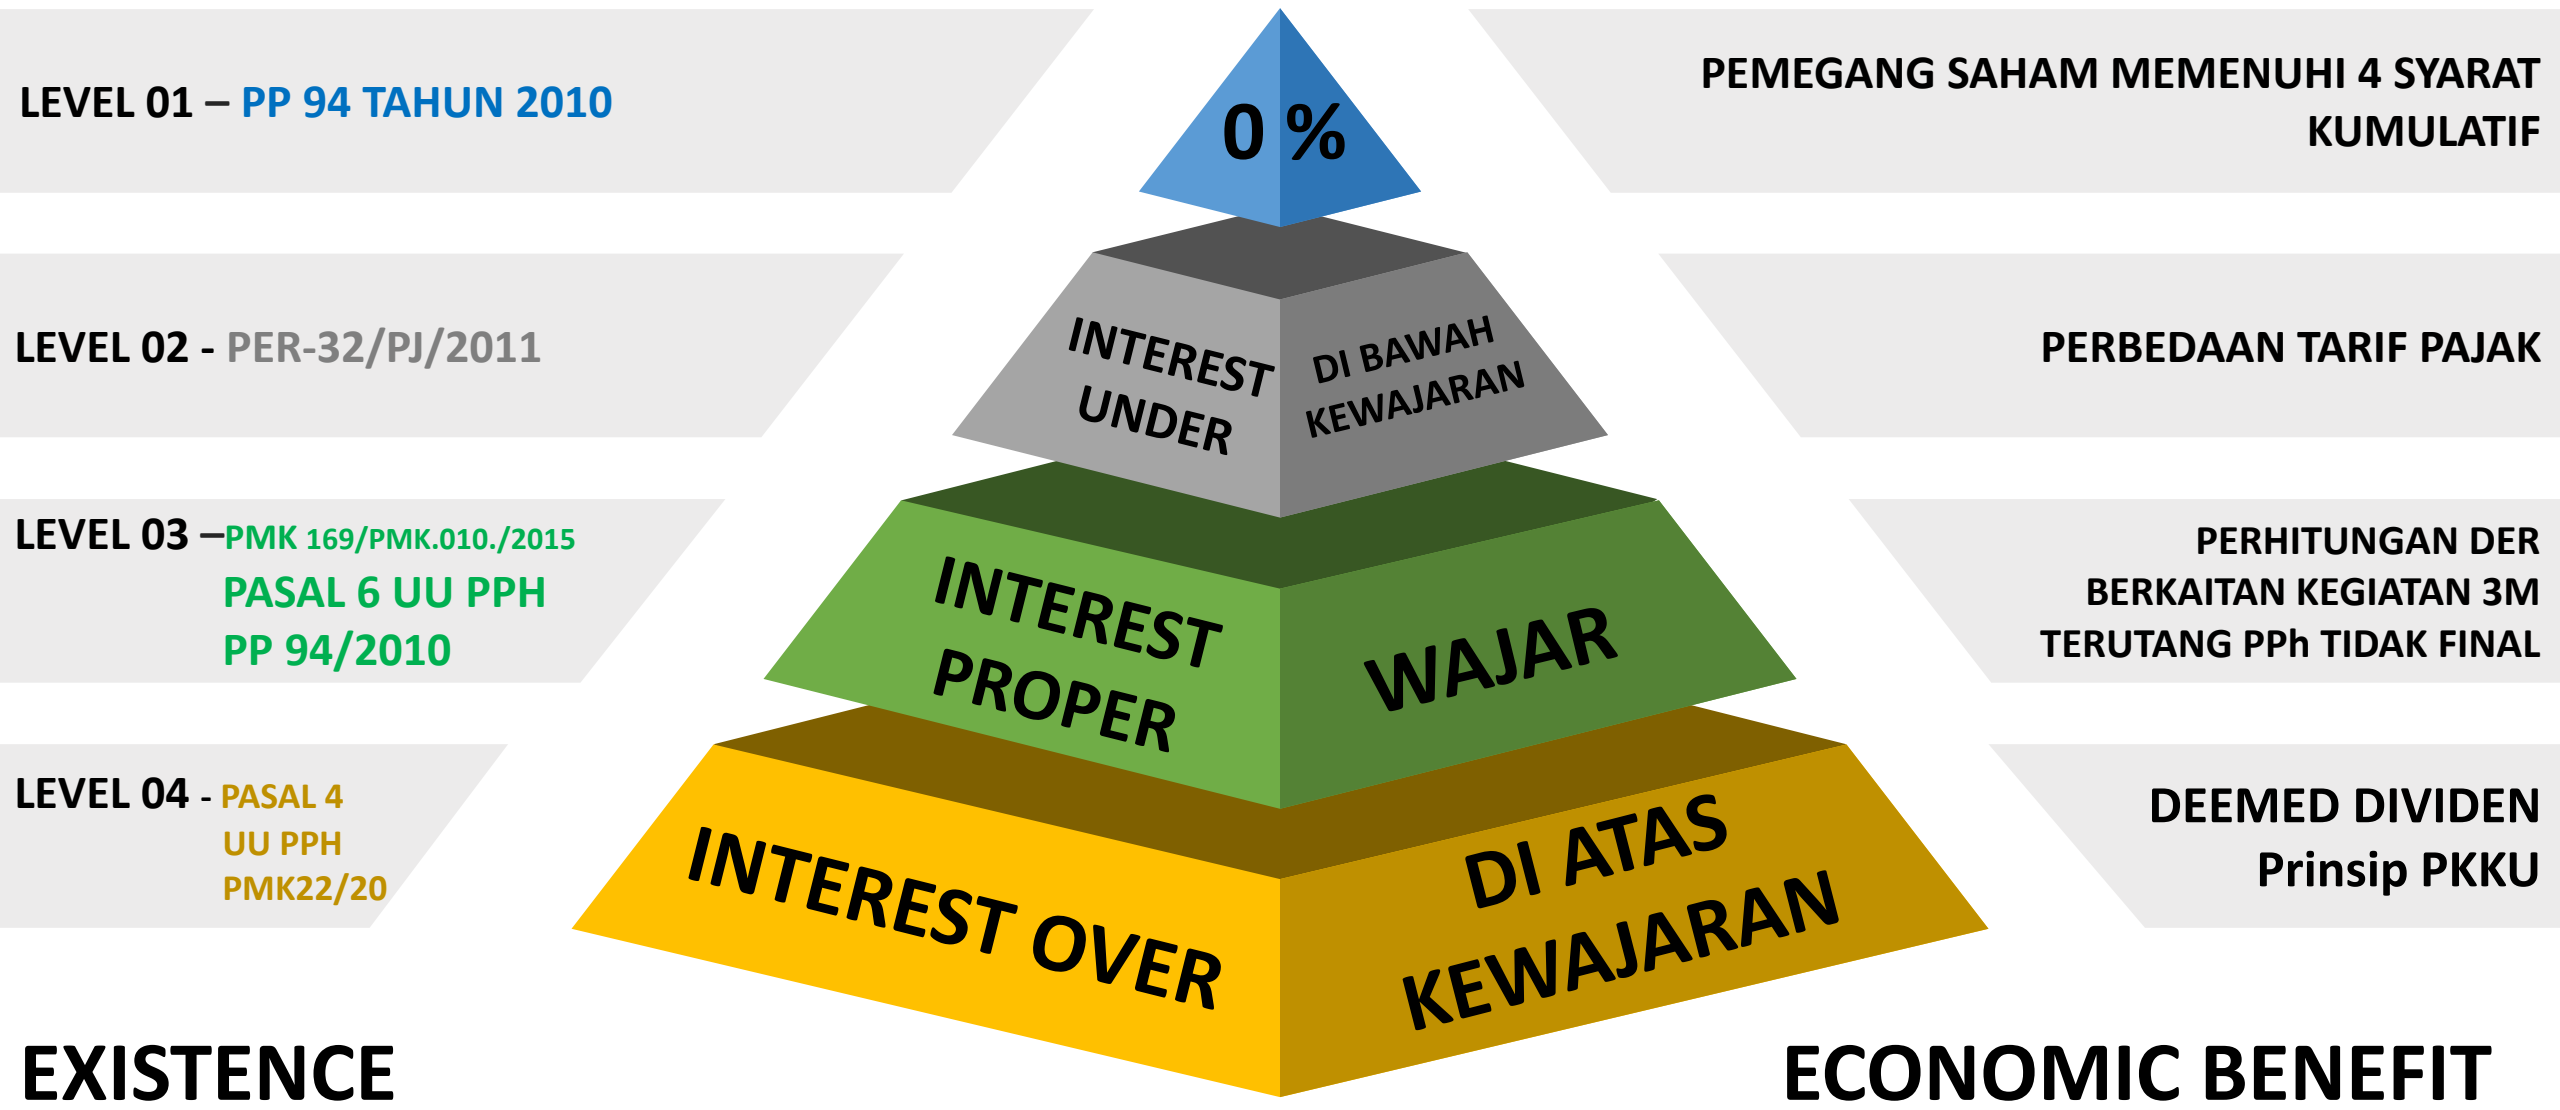 LEVEL 01 – PP 94 TAHUN 2010
0 %
PEMEGANG SAHAM MEMENUHI 4 SYARAT
KUMULATIF
LEVEL 02 - PER-32/PJ/2011
INTEREST
UNDER
DI BAWAH
KEWAJARAN
PERBEDAAN TARIF PAJAK
LEVEL 03 –PMK 169/PMK.010./2015
PASAL 6 UU PPH
PP 94/2010
INTEREST
PROPER
WAJAR
PERHITUNGAN DER
BERKAITAN KEGIATAN 3M
TERUTANG PPh TIDAK FINAL
LEVEL 04 - PASAL 4
UU PPH
PMK22/20
INTEREST OVER
DI ATAS
KEWAJARAN
DEEMED DIVIDEN
Prinsip PKKU
EXISTENCE
ECONOMIC BENEFIT